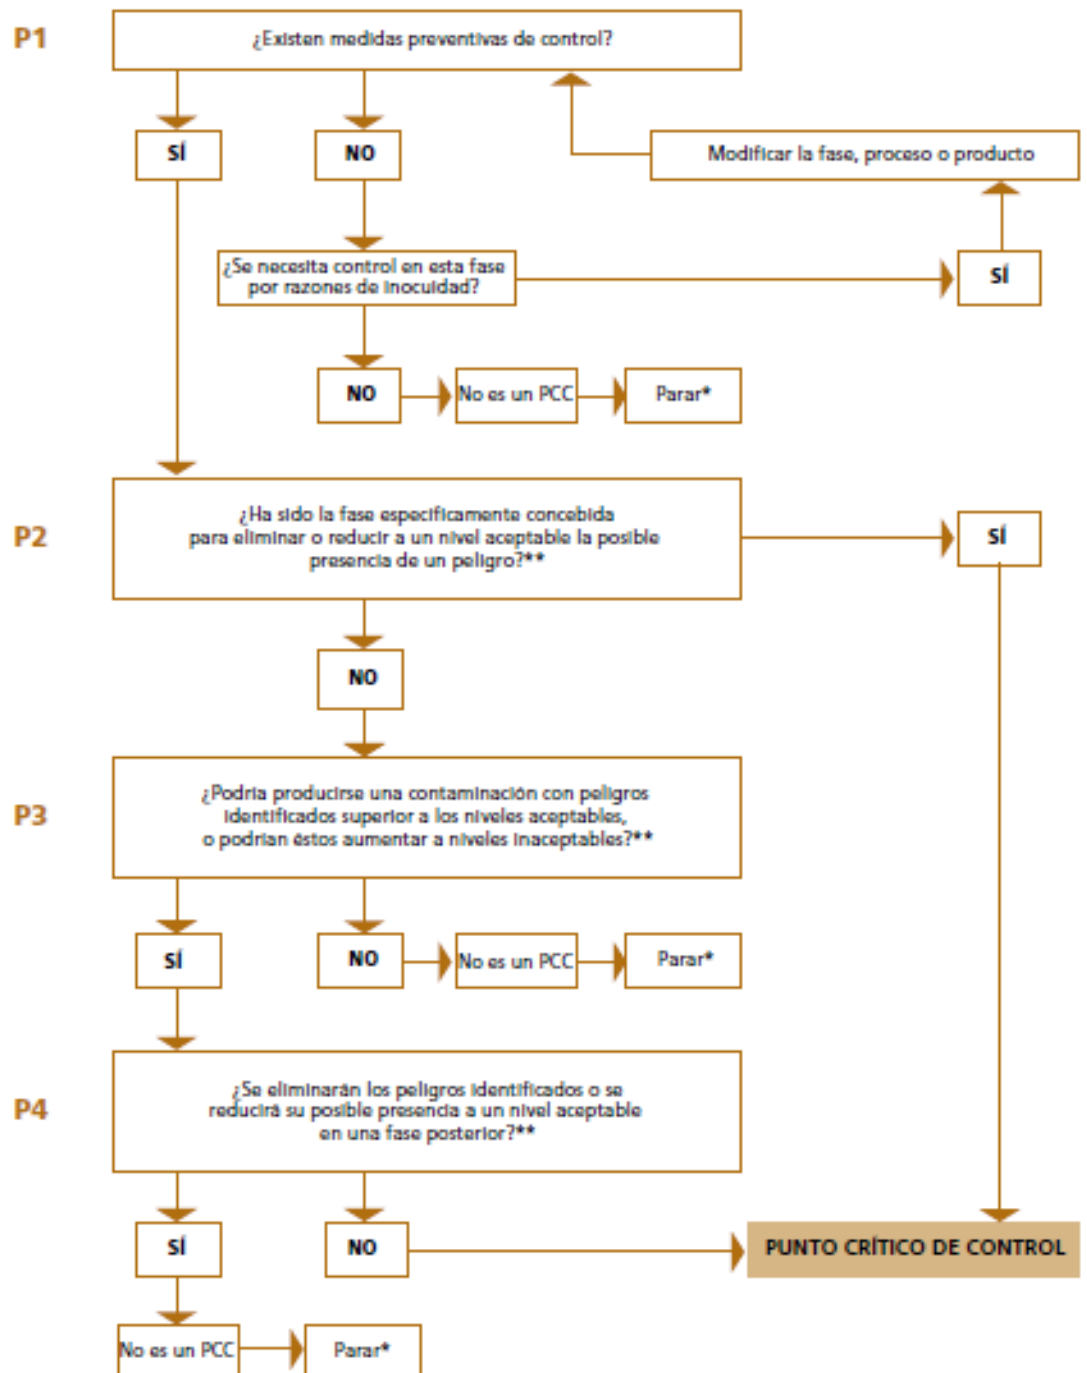 P1
¿Existen medidas preventivas de control?
SÍ
NO
Modificar la fase, proceso o producto
¿Se necesita control en esta fase
por razones de inocuidad?
SÍ
NO
No es un PCC
Parar*
P2
¿Ha sido la fase específicamente concebida
para eliminar o reducir a un nivel aceptable la posible
presencia de un peligro?**
SÍ
NO
P3
¿Podría producirse una contaminación con peligros
identificados superior a los niveles aceptables,
o podrían éstos aumentar a niveles inaceptables?**
SÍ
NO
No es un PCC
Parar*
P4
¿Se eliminarán los peligros identificados o se
reducirá su posible presencia a un nivel aceptable
en una fase posterior?**
SÍ
NO
PUNTO CRÍTICO DE CONTROL
No es un PCC
Parar*